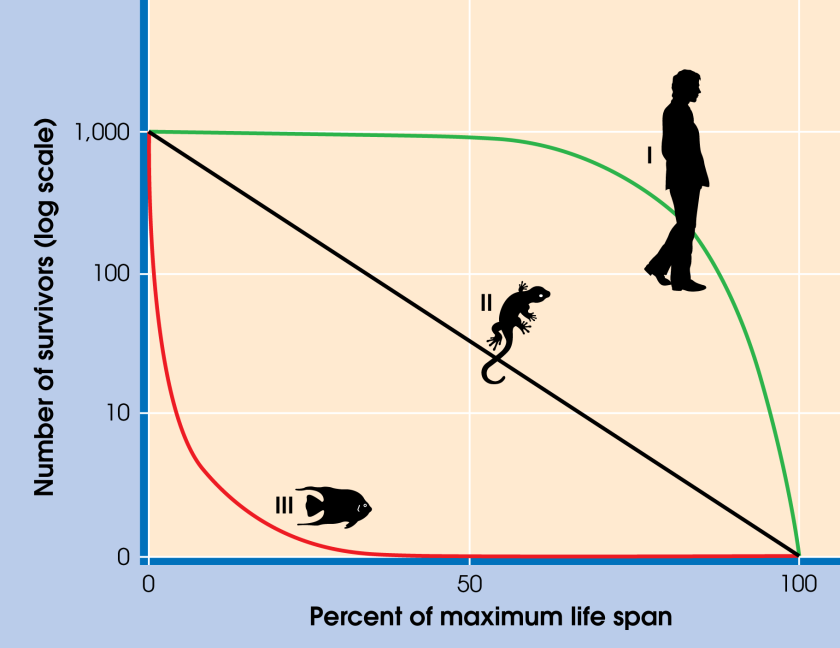 Number of survivors (log scale)
1,000
100
10
0
I
II
III
0
50
100
Percent of maximum life span